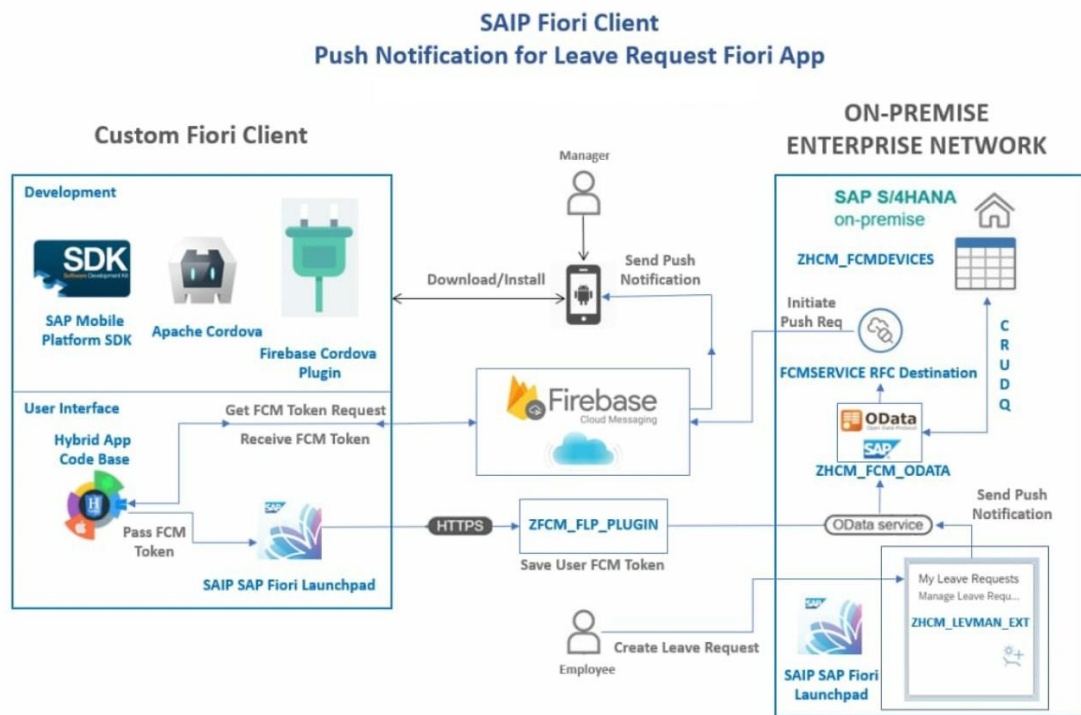 SAIP Fiori Client
Push Notification for Leave Request Fiori App
Custom Fiori Client
ON-PREMISE
ENTERPRISE NETWORK
Manager
Development
SDK
Software Development Kit
SAP Mobile
Platform SDK
Apache Cordova
Firebase Cordova
Plugin
Download/Install
Send Push
Notification
SAP S/4HANA
on-premise
ZHCM_FCMDEVICES
Initiate
Push Req
C
R
U
D
Q
FCMSERVICE RFC Destination
User Interface
Hybrid App
Code Base
H
Get FCM Token Request
Receive FCM Token
Firebase
Cloud Messaging
OData
Open Data Protocol
SAP
ZHCM_FCM_ODATA
Pass FCM
Token
SAP
SAIP SAP Fiori Launchpad
HTTPS
ZFCM_FLP_PLUGIN
Save User FCM Token
OData service
Send Push
Notification
My Leave Requests
Manage Leave Requ...
ZHCM_LEVMAN_EXT
Employee
Create Leave Request
SAP
SAIP SAP Fiori
Launchpad